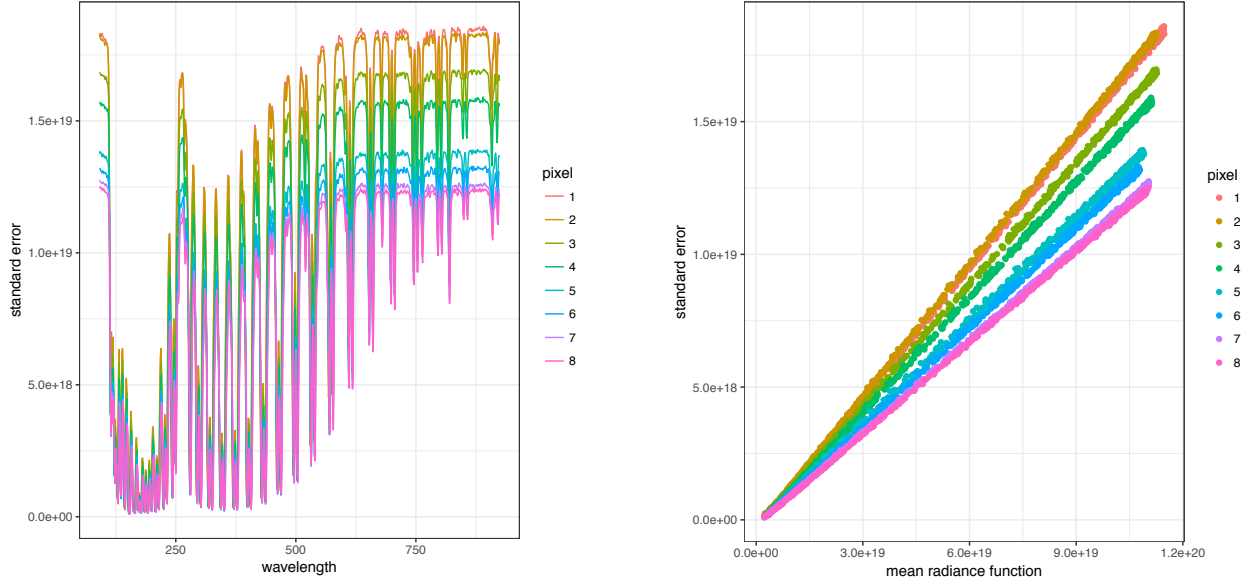 standard error
1.5e+19
1.0e+19
5.0e+18
0.0e+00
250
500
750
wavelength
pixel
1
2
3
4
5
6
7
8
standard error
1.5e+19
1.0e+19
5.0e+18
0.0e+00
0.0e+00
3.0e+19
6.0e+19
9.0e+19
1.2e+20
mean radiance function
pixel
1
2
3
4
5
6
7
8